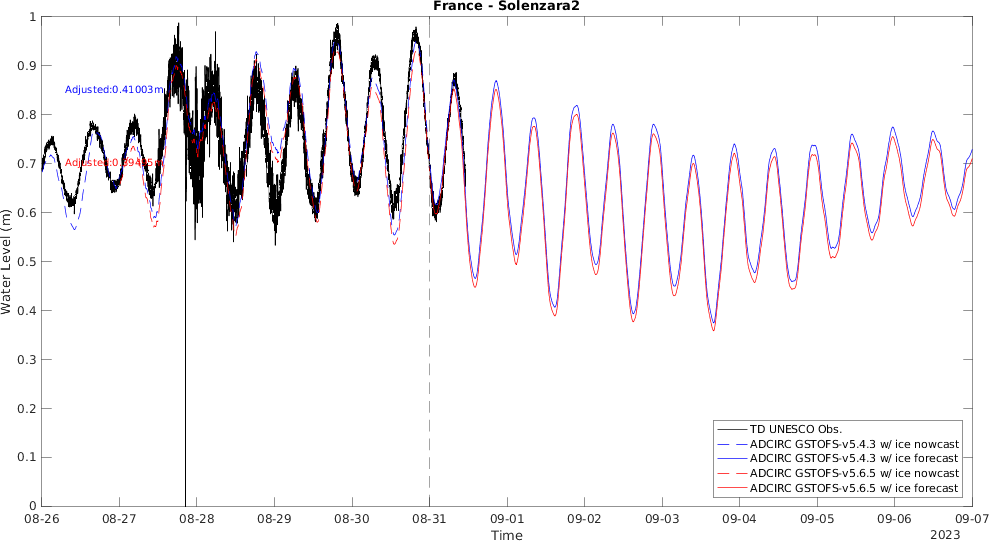 France - Solenzara2
1
0.9
0.8
0.7
0.6
0.5
0.4
0.3
0.2
0.1
0
Water Level (m)
Adjusted:0.41003m
TD UNESCO Obs.
ADCIRC GSTOFS-v5.4.3 w/ ice nowcast
ADCIRC GSTOFS-v5.4.3 w/ ice forecast
ADCIRC GSTOFS-v5.6.5 w/ ice nowcast
ADCIRC GSTOFS-v5.6.5 w/ ice forecast
08-26 08-27 08-28 08-29 08-30 08-31 09-01 09-02 09-03 09-04 09-05 09-06 09-07
Time
2023